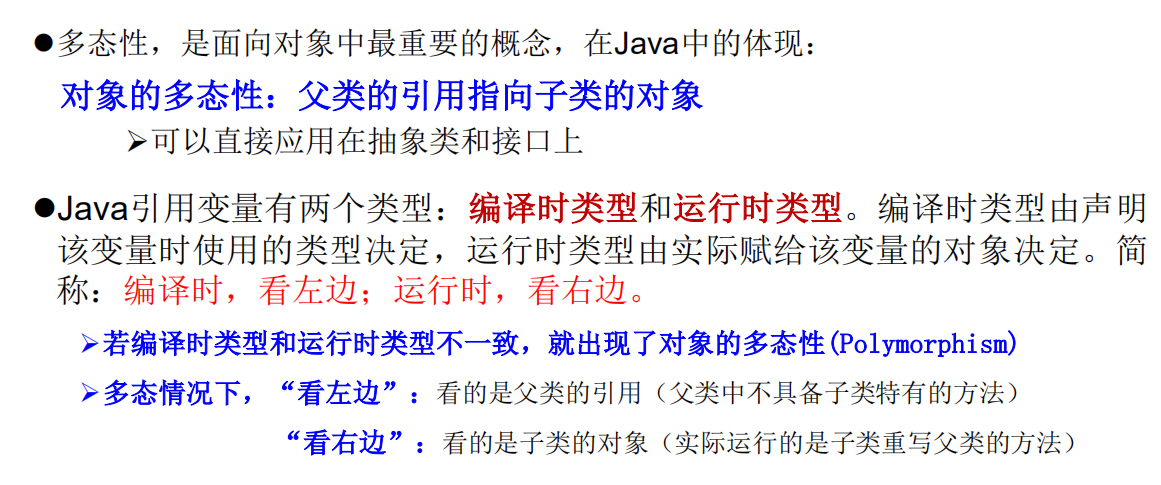 ●多态性，是面向对象中最重要的概念，在Java中的体现：
对象的多态性：父类的引用指向子类的对象
➢可以直接应用在抽象类和接口上
●Java引用变量有两个类型：编译时类型和运行时类型。编译时类型由声明
该变量时使用的类型决定，运行时类型由实际赋给该变量的对象决定。简
称：编译时，看左边；运行时，看右边。
➢若编译时类型和运行时类型不一致，就出现了对象的多态性(Polymorphism)
➢多态情况下，“看左边”：看的是父类的引用（父类中不具备子类特有的方法）
“看右边”：看的是子类的对象（实际运行的是子类重写父类的方法）